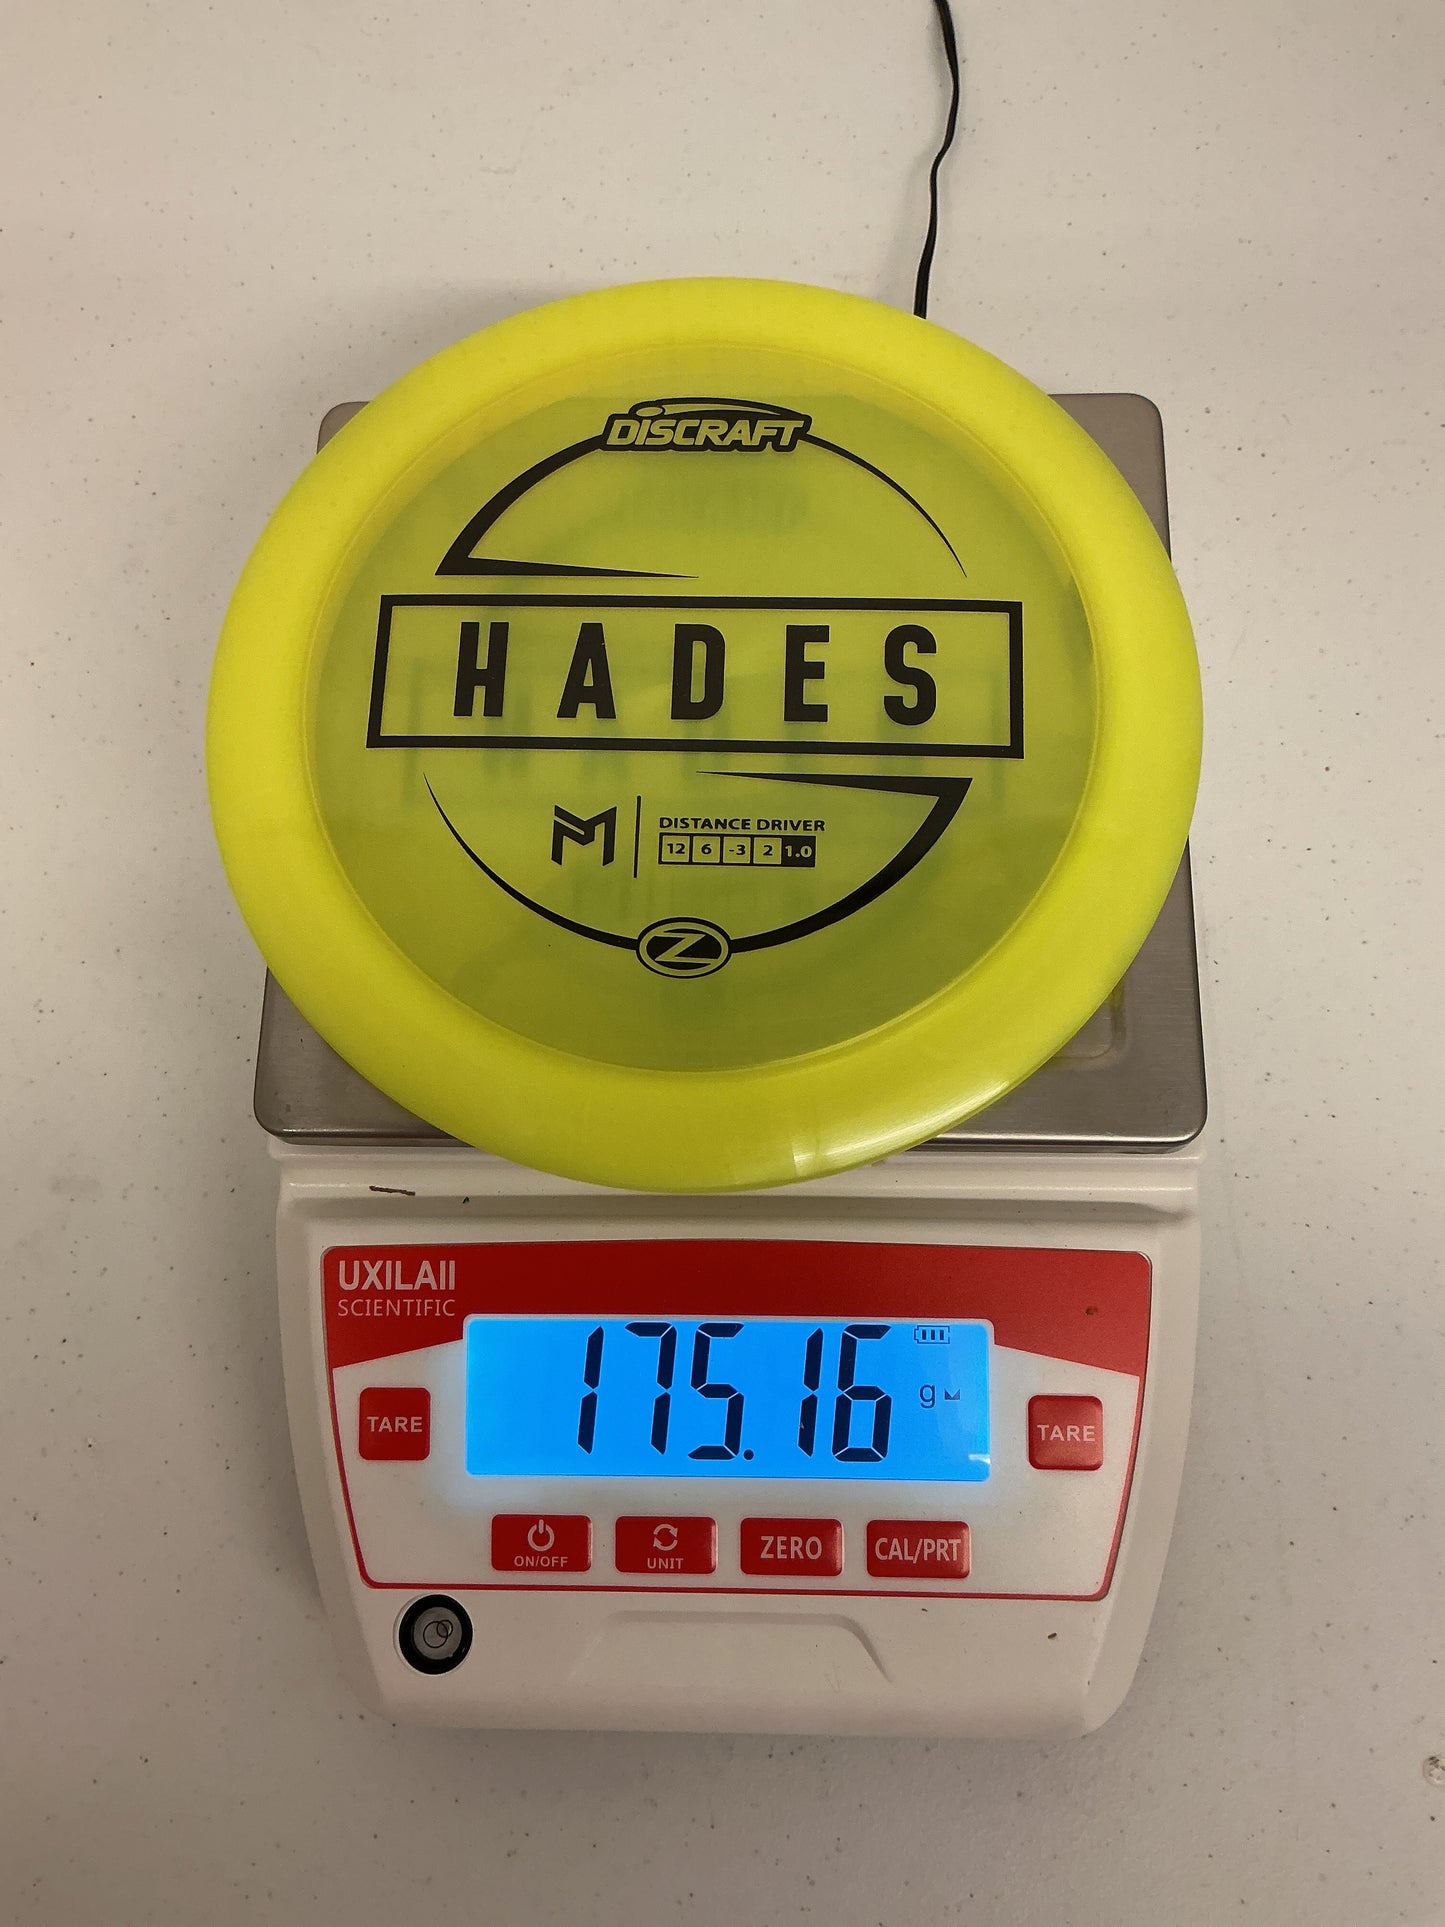 DISCRAFT
HADES
DISTANCE DRIVER
12 6 -3 2 1.0
Z
UXILAII
SCIENTIFIC
175.16 g
TARE
TARE
ON/OFF
UNIT
ZERO
CAL/PRT